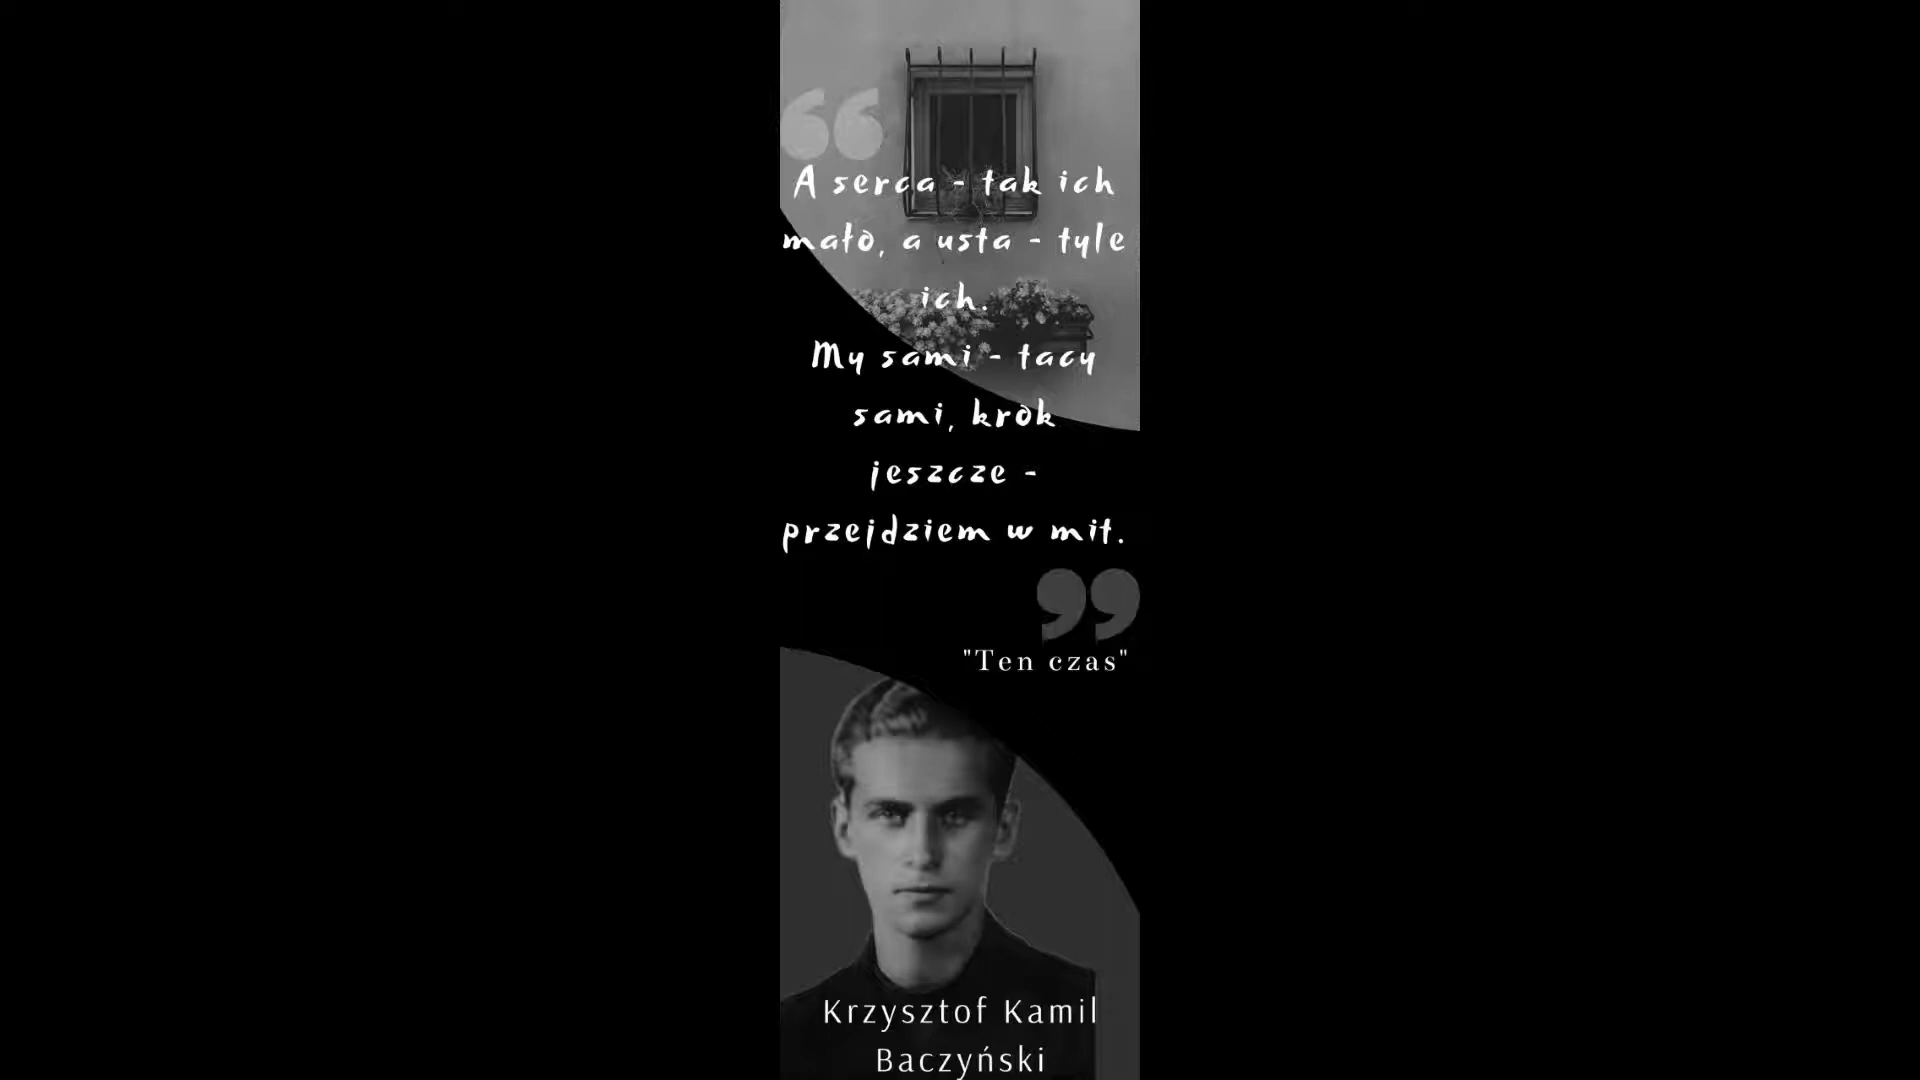 A serca - tak ich
mało, a usta - tyle
ich.
My sami - tacy
sami, krok
jeszcze -
przejdziem w mit.
"Ten czas"
Krzysztof Kamil
Baczyński